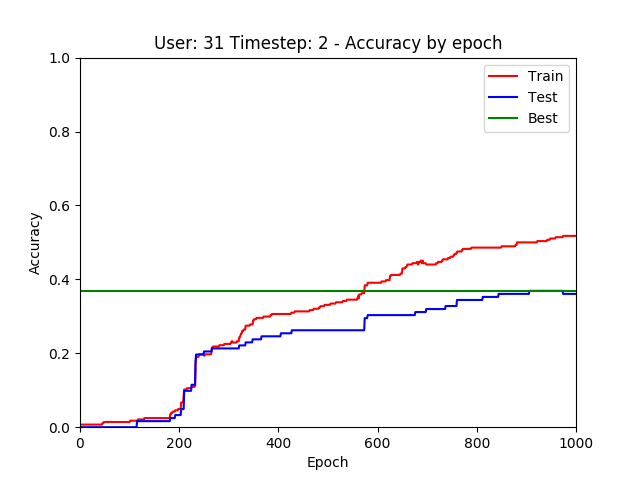 User: 31 Timestep: 2 - Accuracy by epoch
1.0
0.8
0.6
0.4
0.2
0.0
Accuracy
Train
Test
Best
0 200 400 600 800 1000
Epoch